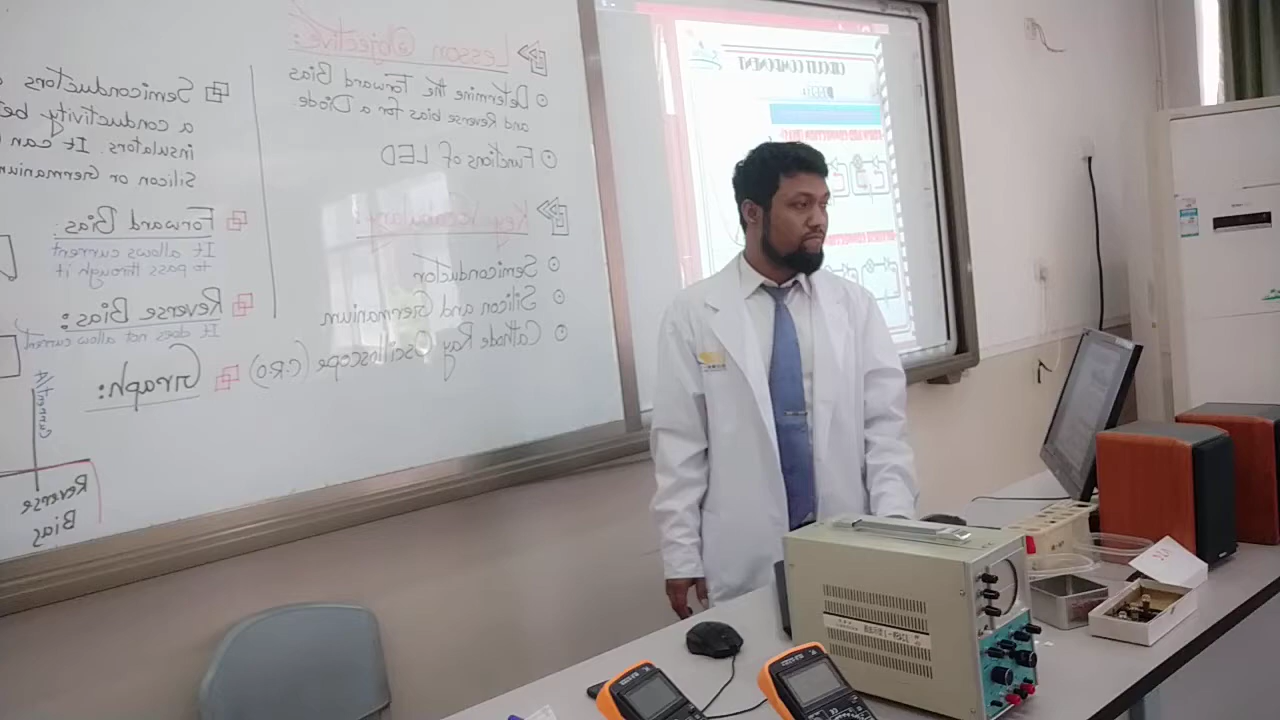 Lesson Objective:
Determine the Forward Bias
and Reverse bias for a Diode.
Functions of LED
Key Vocabulary:
Semiconductor
Silicon and Germanium
Cathode Ray Oscilloscope (CRO)
Semiconductors
a conductivity be
insulators. It can
Silicon or Germanium
Forward Bias:
It allows current
to pass through it
Reverse Bias:
It does not allow current
Graph:
Reverse
Bias
CIRCUIT COMPONENT